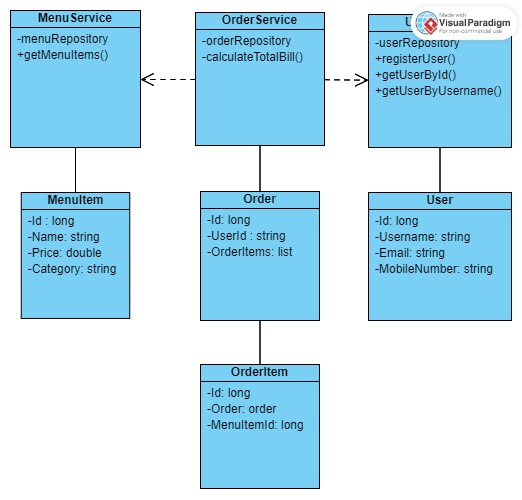 MenuService
-menuRepository
+getMenuItems()
OrderService
-orderRepository
-calculateTotalBill()
U
-userRepository
+registerUser()
+getUserById()
+getUserByUsername()
Made with
Visual Paradigm
For non-commercial use
MenuItem
-Id : long
-Name: string
-Price: double
-Category: string
Order
-Id: long
-UserId : string
-OrderItems: list
User
-Id: long
-Username: string
-Email: string
-MobileNumber: string
OrderItem
-Id: long
-Order: order
-MenuItemId: long